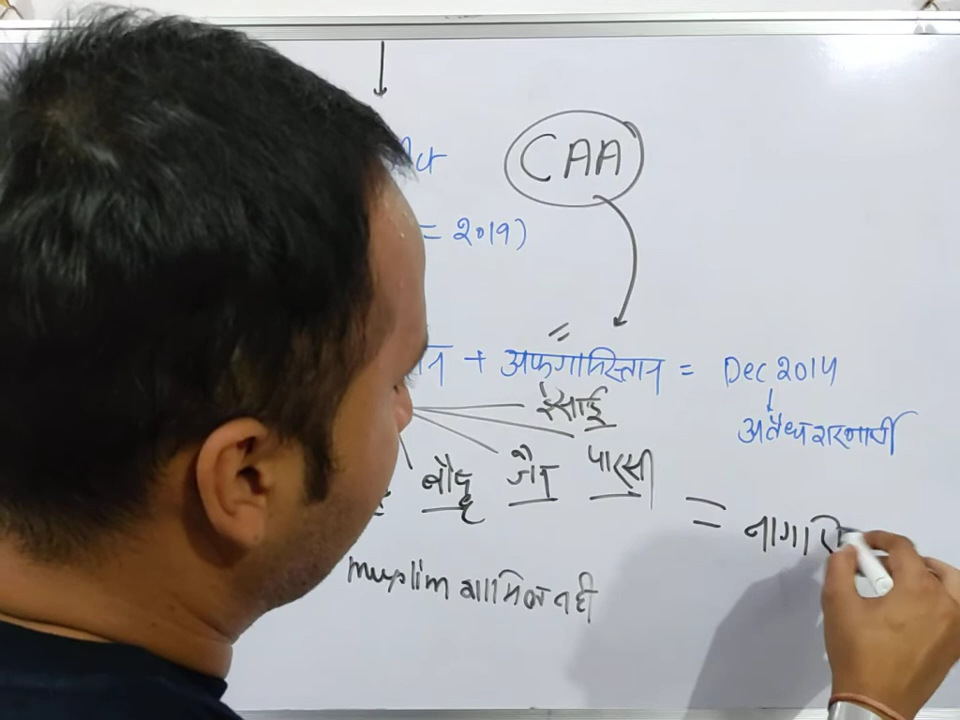 CAA
= 2019)
+ अफगानिस्तान = Dec 2014
ईसाई
अवैध शरणार्थी
बौद्ध जैन पारसी
= नागरि
muslim शामिल नही